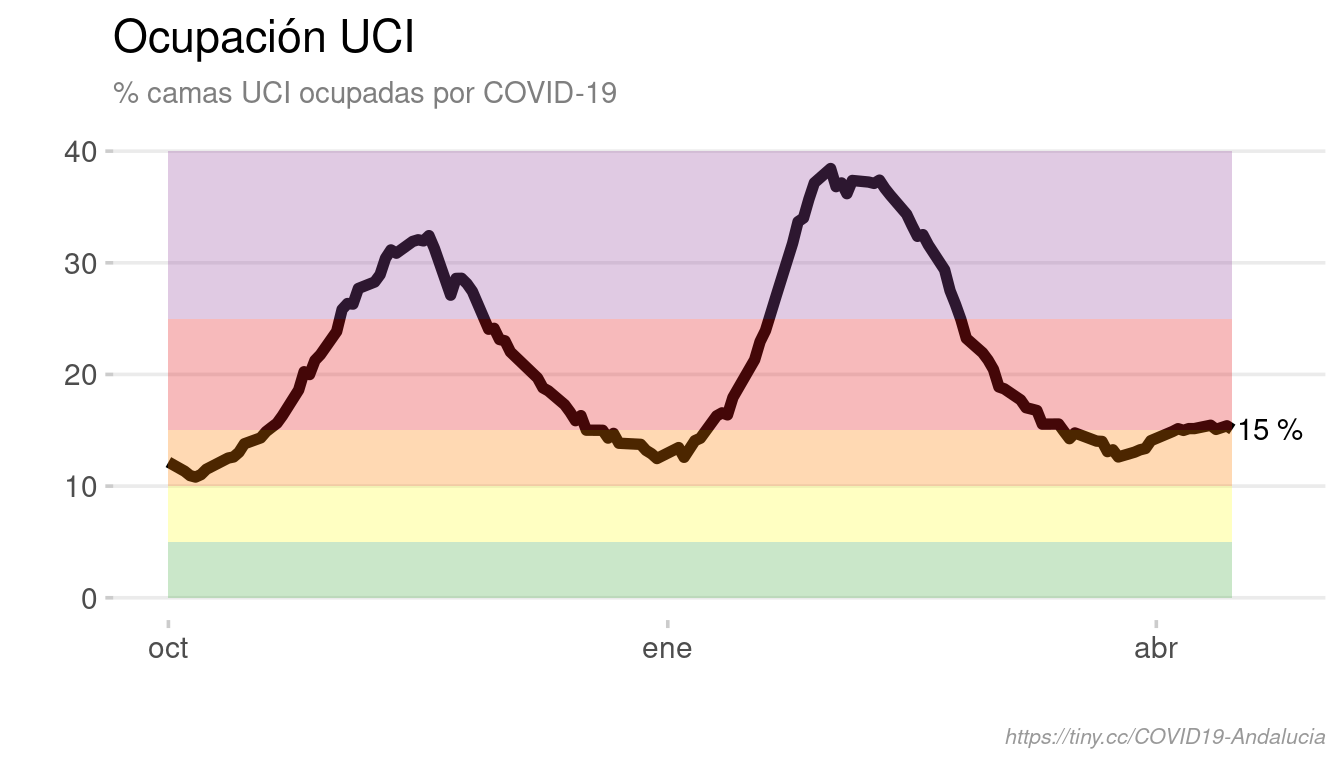 Ocupación UCI
% camas UCI ocupadas por COVID-19
40
30
20
10
0
15 %
oct
ene
abr
https://tiny.cc/COVID19-Andalucia